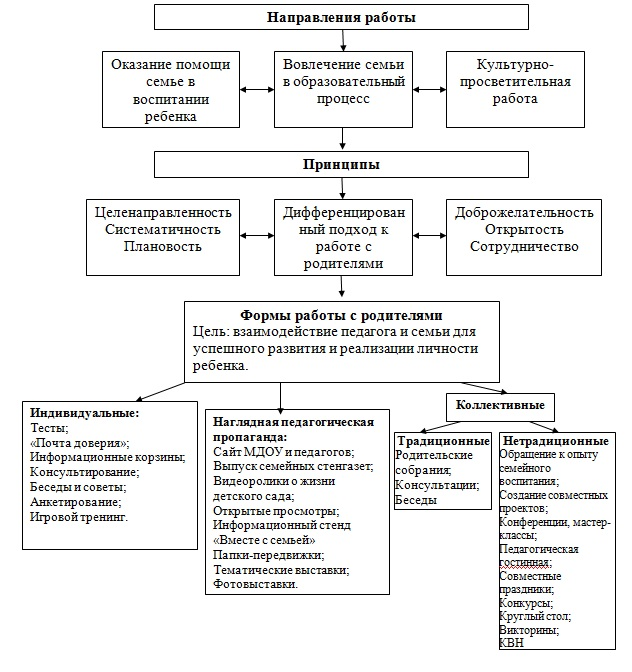 Направления работы
Оказание помощи
семье в
воспитании
ребенка
Вовлечение семьи
в образовательный
процесс
Культурно-
просветительная
работа
Принципы
Целенаправленность
Систематичность
Плановость
Дифференцирован
ный подход к
работе с
родителями
Доброжелательность
Открытость
Сотрудничество
Формы работы с родителями
Цель: взаимодействие педагога и семьи для
успешного развития и реализации личности
ребенка.
Индивидуальные:
Тесты;
«Почта доверия»;
Информационные корзины;
Консультирование;
Беседы и советы;
Анкетирование;
Игровой тренинг.
Наглядная педагогическая
пропаганда:
Сайт МДОУ и педагогов;
Выпуск семейных стенгазет;
Видеоролики о жизни
детского сада;
Открытые просмотры;
Информационный стенд
«Вместе с семьей»
Папки-передвижки;
Тематические выставки;
Фотовыставки.
Коллективные
Традиционные
Родительские
собрания;
Консультации;
Беседы
Нетрадиционные
Обращение к опыту
семейного
воспитания;
Создание совместных
проектов;
Конференции, мастер-
классы;
Педагогическая
гостинная;
Совместные
праздники;
Конкурсы;
Круглый стол;
Викторины;
КВН